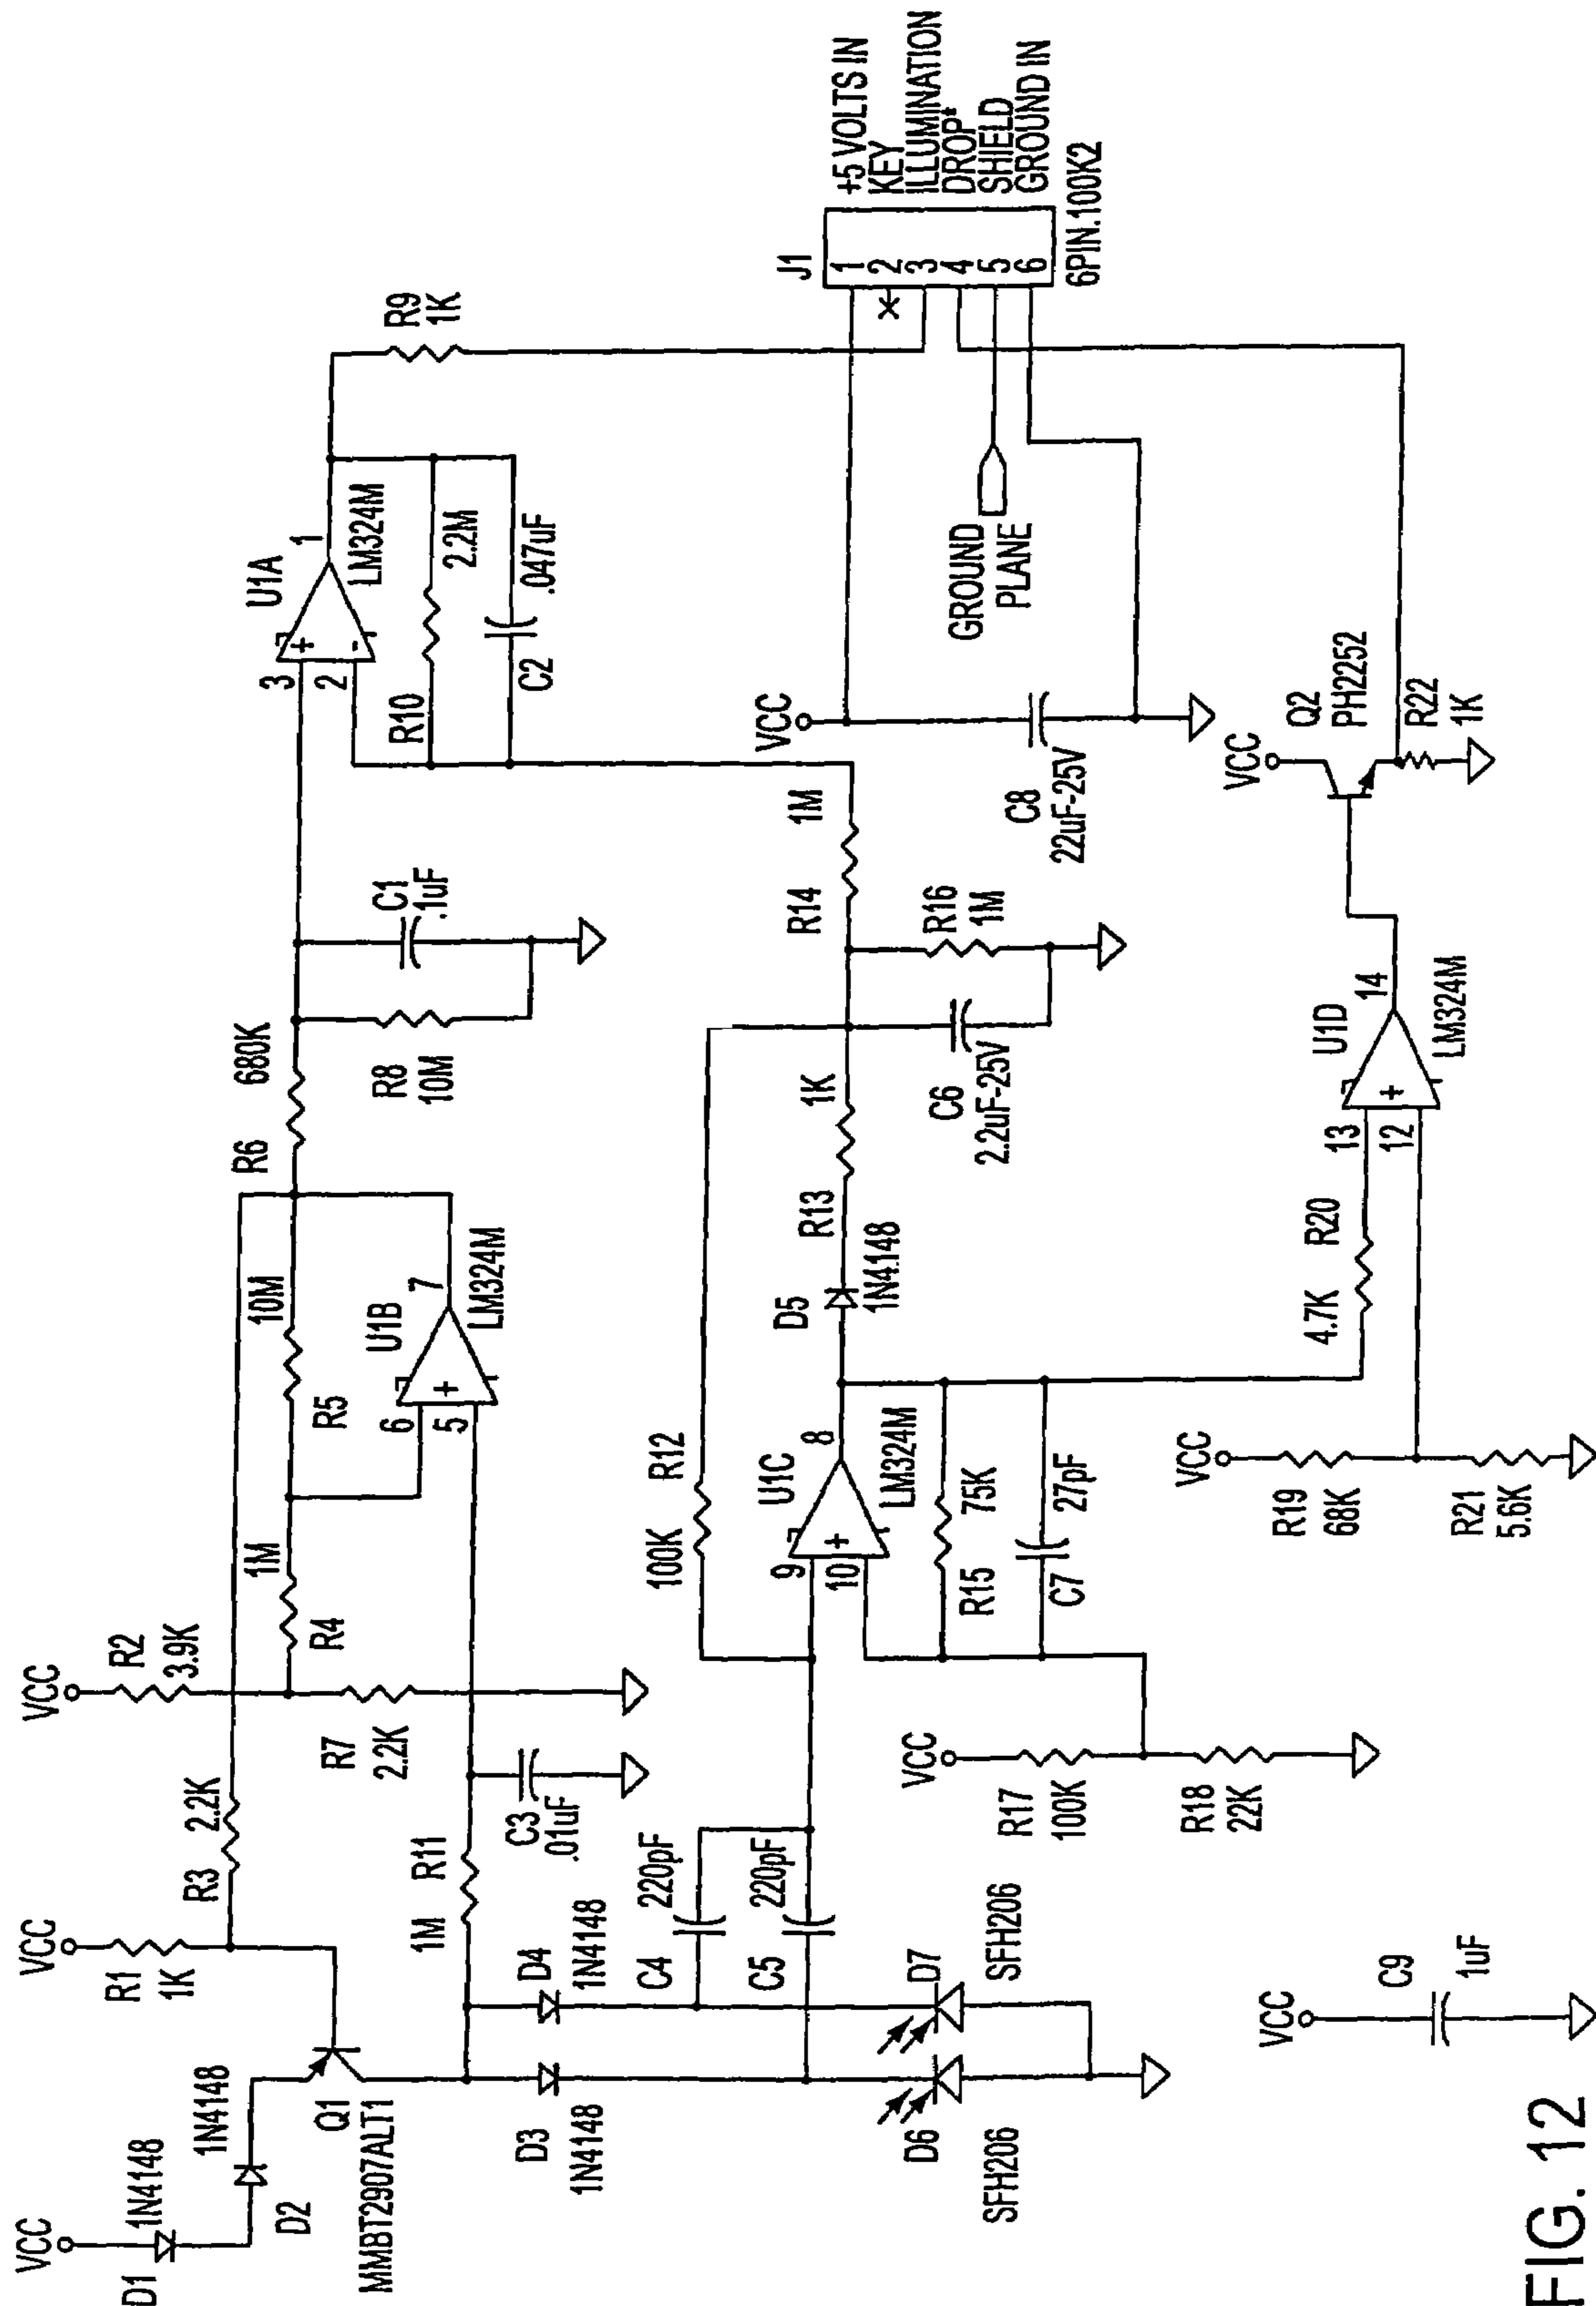 VCC
D1
1N4148
D2
1N4148
VCC
R1
1K
Q1
MMBT2907ALT1
R3
2.2K
VCC
R2
3.9K
R7
2.2K
R4
1M
R5
10M
6
5
+
U1B
7
LM324M
R6
680K
R8
10M
C1
.1uF
3
2
+
-
U1A
1
LM324M
R10
2.2M
C2
.047uF
R9
1K
1M
R11
C3
.01uF
D3
1N4148
D4
1N4148
C4
220pF
C5
220pF
D6
SFH206
D7
SFH206
100K
R12
9
10
+
U1C
8
LM324M
R15
75K
C7
27pF
VCC
R17
100K
R18
22K
D5
1N4148
R13
1K
C6
2.2uF-25V
R14
1M
R16
1M
VCC
C8
22uF-25V
GROUND
PLANE
J1
1
2
3
4
5
6
+5 VOLTS IN
KEY
ILLUMINATION
DROP*
SHIELD
GROUND IN
6PIN.100K2
VCC
R19
68K
R21
5.6K
4.7K
R20
13
12
+
U1D
14
LM324M
VCC
Q2
PH2252
R22
1K
VCC
C9
1uF
FIG. 12